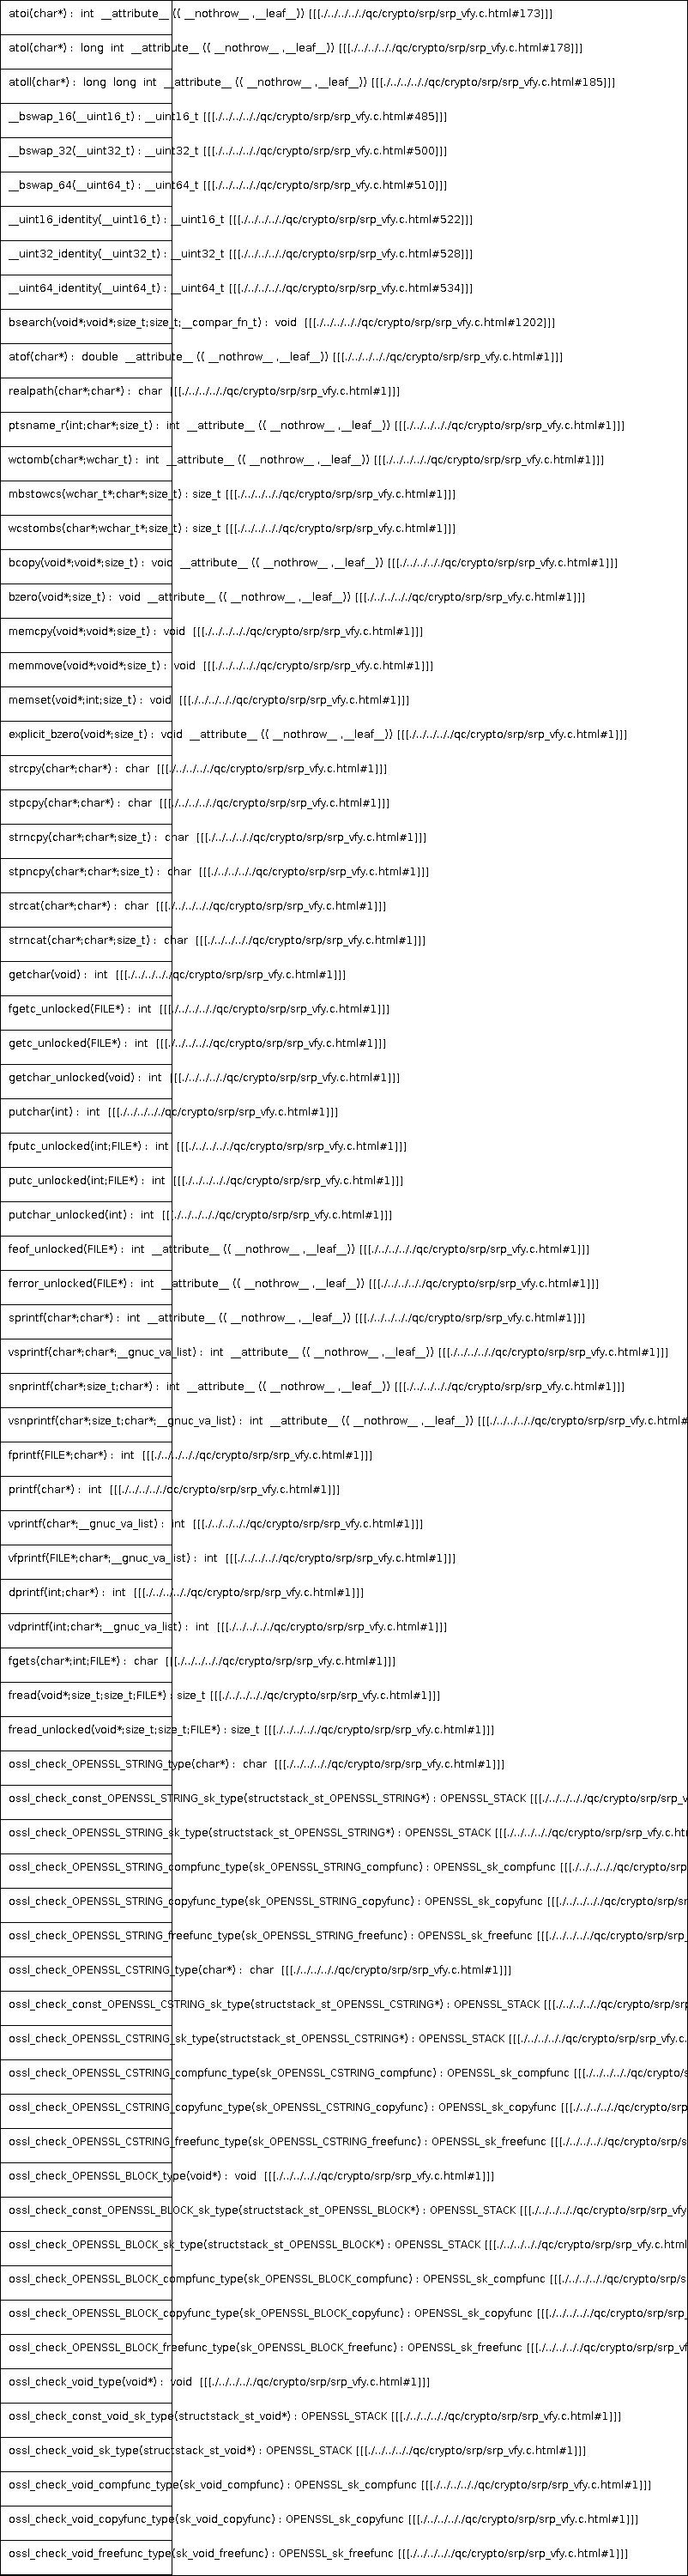 atoi(char*) : int __attribute__ (( __nothrow__ ,__leaf__)) [[[./../../../qc/crypto/srp/srp_vfy.c.html#173]]]
atol(char*) : long int __attribute__ (( __nothrow__ ,__leaf__)) [[[./../../../qc/crypto/srp/srp_vfy.c.html#178]]]
atoll(char*) : long long int __attribute__ (( __nothrow__ ,__leaf__)) [[[./../../../qc/crypto/srp/srp_vfy.c.html#185]]]
__bswap_16(__uint16_t) : __uint16_t [[[./../../../qc/crypto/srp/srp_vfy.c.html#485]]]
__bswap_32(__uint32_t) : __uint32_t [[[./../../../qc/crypto/srp/srp_vfy.c.html#500]]]
__bswap_64(__uint64_t) : __uint64_t [[[./../../../qc/crypto/srp/srp_vfy.c.html#510]]]
__uint16_identity(__uint16_t) : __uint16_t [[[./../../../qc/crypto/srp/srp_vfy.c.html#522]]]
__uint32_identity(__uint32_t) : __uint32_t [[[./../../../qc/crypto/srp/srp_vfy.c.html#528]]]
__uint64_identity(__uint64_t) : __uint64_t [[[./../../../qc/crypto/srp/srp_vfy.c.html#534]]]
bsearch(void*;void*;size_t;size_t;__compar_fn_t) : void [[[./../../../qc/crypto/srp/srp_vfy.c.html#1202]]]
atof(char*) : double __attribute__ (( __nothrow__ ,__leaf__)) [[[./../../../qc/crypto/srp/srp_vfy.c.html#1]]]
realpath(char*;char*) : char [[[./../../../qc/crypto/srp/srp_vfy.c.html#1]]]
ptsname_r(int;char*;size_t) : int __attribute__ (( __nothrow__ ,__leaf__)) [[[./../../../qc/crypto/srp/srp_vfy.c.html#1]]]
wctomb(char*;wchar_t) : int __attribute__ (( __nothrow__ ,__leaf__)) [[[./../../../qc/crypto/srp/srp_vfy.c.html#1]]]
mbstowcs(wchar_t*;char*;size_t) : size_t [[[./../../../qc/crypto/srp/srp_vfy.c.html#1]]]
wcstombs(char*;wchar_t*;size_t) : size_t [[[./../../../qc/crypto/srp/srp_vfy.c.html#1]]]
bcopy(void*;void*;size_t) : void __attribute__ (( __nothrow__ ,__leaf__)) [[[./../../../qc/crypto/srp/srp_vfy.c.html#1]]]
bzero(void*;size_t) : void __attribute__ (( __nothrow__ ,__leaf__)) [[[./../../../qc/crypto/srp/srp_vfy.c.html#1]]]
memcpy(void*;void*;size_t) : void [[[./../../../qc/crypto/srp/srp_vfy.c.html#1]]]
memmove(void*;void*;size_t) : void [[[./../../../qc/crypto/srp/srp_vfy.c.html#1]]]
memset(void*;int;size_t) : void [[[./../../../qc/crypto/srp/srp_vfy.c.html#1]]]
explicit_bzero(void*;size_t) : void __attribute__ (( __nothrow__ ,__leaf__)) [[[./../../../qc/crypto/srp/srp_vfy.c.html#1]]]
strcpy(char*;char*) : char [[[./../../../qc/crypto/srp/srp_vfy.c.html#1]]]
stpcpy(char*;char*) : char [[[./../../../qc/crypto/srp/srp_vfy.c.html#1]]]
strncpy(char*;char*;size_t) : char [[[./../../../qc/crypto/srp/srp_vfy.c.html#1]]]
stpncpy(char*;char*;size_t) : char [[[./../../../qc/crypto/srp/srp_vfy.c.html#1]]]
strcat(char*;char*) : char [[[./../../../qc/crypto/srp/srp_vfy.c.html#1]]]
strncat(char*;char*;size_t) : char [[[./../../../qc/crypto/srp/srp_vfy.c.html#1]]]
getchar(void) : int [[[./../../../qc/crypto/srp/srp_vfy.c.html#1]]]
fgetc_unlocked(FILE*) : int [[[./../../../qc/crypto/srp/srp_vfy.c.html#1]]]
getc_unlocked(FILE*) : int [[[./../../../qc/crypto/srp/srp_vfy.c.html#1]]]
getchar_unlocked(void) : int [[[./../../../qc/crypto/srp/srp_vfy.c.html#1]]]
putchar(int) : int [[[./../../../qc/crypto/srp/srp_vfy.c.html#1]]]
fputc_unlocked(int;FILE*) : int [[[./../../../qc/crypto/srp/srp_vfy.c.html#1]]]
putc_unlocked(int;FILE*) : int [[[./../../../qc/crypto/srp/srp_vfy.c.html#1]]]
putchar_unlocked(int) : int [[[./../../../qc/crypto/srp/srp_vfy.c.html#1]]]
feof_unlocked(FILE*) : int __attribute__ (( __nothrow__ ,__leaf__)) [[[./../../../qc/crypto/srp/srp_vfy.c.html#1]]]
ferror_unlocked(FILE*) : int __attribute__ (( __nothrow__ ,__leaf__)) [[[./../../../qc/crypto/srp/srp_vfy.c.html#1]]]
sprintf(char*;char*) : int __attribute__ (( __nothrow__ ,__leaf__)) [[[./../../../qc/crypto/srp/srp_vfy.c.html#1]]]
vsprintf(char*;char*;__gnuc_va_list) : int __attribute__ (( __nothrow__ ,__leaf__)) [[[./../../../qc/crypto/srp/srp_vfy.c.html#1]]]
snprintf(char*;size_t;char*) : int __attribute__ (( __nothrow__ ,__leaf__)) [[[./../../../qc/crypto/srp/srp_vfy.c.html#1]]]
vsnprintf(char*;size_t;char*;__gnuc_va_list) : int __attribute__ (( __nothrow__ ,__leaf__)) [[[./../../../qc/crypto/srp/srp_vfy.c.html#
fprintf(FILE*;char*) : int [[[./../../../qc/crypto/srp/srp_vfy.c.html#1]]]
printf(char*) : int [[[./../../../qc/crypto/srp/srp_vfy.c.html#1]]]
vprintf(char*;__gnuc_va_list) : int [[[./../../../qc/crypto/srp/srp_vfy.c.html#1]]]
vfprintf(FILE*;char*;__gnuc_va_list) : int [[[./../../../qc/crypto/srp/srp_vfy.c.html#1]]]
dprintf(int;char*) : int [[[./../../../qc/crypto/srp/srp_vfy.c.html#1]]]
vdprintf(int;char*;__gnuc_va_list) : int [[[./../../../qc/crypto/srp/srp_vfy.c.html#1]]]
fgets(char*;int;FILE*) : char [[[./../../../qc/crypto/srp/srp_vfy.c.html#1]]]
fread(void*;size_t;size_t;FILE*) : size_t [[[./../../../qc/crypto/srp/srp_vfy.c.html#1]]]
fread_unlocked(void*;size_t;size_t;FILE*) : size_t [[[./../../../qc/crypto/srp/srp_vfy.c.html#1]]]
ossl_check_OPENSSL_STRING_type(char*) : char [[[./../../../qc/crypto/srp/srp_vfy.c.html#1]]]
ossl_check_const_OPENSSL_STRING_sk_type(structstack_st_OPENSSL_STRING*) : OPENSSL_STACK [[[./../../../qc/crypto/srp/srp_v
ossl_check_OPENSSL_STRING_sk_type(structstack_st_OPENSSL_STRING*) : OPENSSL_STACK [[[./../../../qc/crypto/srp/srp_vfy.c.htm
ossl_check_OPENSSL_STRING_compfunc_type(sk_OPENSSL_STRING_compfunc) : OPENSSL_sk_compfunc [[[./../../../qc/crypto/srp
ossl_check_OPENSSL_STRING_copyfunc_type(sk_OPENSSL_STRING_copyfunc) : OPENSSL_sk_copyfunc [[[./../../../qc/crypto/srp/sr
ossl_check_OPENSSL_STRING_freefunc_type(sk_OPENSSL_STRING_freefunc) : OPENSSL_sk_freefunc [[[./../../../qc/crypto/srp/srp_
ossl_check_OPENSSL_CSTRING_type(char*) : char [[[./../../../qc/crypto/srp/srp_vfy.c.html#1]]]
ossl_check_const_OPENSSL_CSTRING_sk_type(structstack_st_OPENSSL_CSTRING*) : OPENSSL_STACK [[[./../../../qc/crypto/srp/srp
ossl_check_OPENSSL_CSTRING_sk_type(structstack_st_OPENSSL_CSTRING*) : OPENSSL_STACK [[[./../../../qc/crypto/srp/srp_vfy.c.
ossl_check_OPENSSL_CSTRING_compfunc_type(sk_OPENSSL_CSTRING_compfunc) : OPENSSL_sk_compfunc [[[./../../../qc/crypto/s
ossl_check_OPENSSL_CSTRING_copyfunc_type(sk_OPENSSL_CSTRING_copyfunc) : OPENSSL_sk_copyfunc [[[./../../../qc/crypto/srp
ossl_check_OPENSSL_CSTRING_freefunc_type(sk_OPENSSL_CSTRING_freefunc) : OPENSSL_sk_freefunc [[[./../../../qc/crypto/srp/s
ossl_check_OPENSSL_BLOCK_type(void*) : void [[[./../../../qc/crypto/srp/srp_vfy.c.html#1]]]
ossl_check_const_OPENSSL_BLOCK_sk_type(structstack_st_OPENSSL_BLOCK*) : OPENSSL_STACK [[[./../../../qc/crypto/srp/srp_vfy
ossl_check_OPENSSL_BLOCK_sk_type(structstack_st_OPENSSL_BLOCK*) : OPENSSL_STACK [[[./../../../qc/crypto/srp/srp_vfy.c.html
ossl_check_OPENSSL_BLOCK_compfunc_type(sk_OPENSSL_BLOCK_compfunc) : OPENSSL_sk_compfunc [[[./../../../qc/crypto/srp/s
ossl_check_OPENSSL_BLOCK_copyfunc_type(sk_OPENSSL_BLOCK_copyfunc) : OPENSSL_sk_copyfunc [[[./../../../qc/crypto/srp/srp_
ossl_check_OPENSSL_BLOCK_freefunc_type(sk_OPENSSL_BLOCK_freefunc) : OPENSSL_sk_freefunc [[[./../../../qc/crypto/srp/srp_vf
ossl_check_void_type(void*) : void [[[./../../../qc/crypto/srp/srp_vfy.c.html#1]]]
ossl_check_const_void_sk_type(structstack_st_void*) : OPENSSL_STACK [[[./../../../qc/crypto/srp/srp_vfy.c.html#1]]]
ossl_check_void_sk_type(structstack_st_void*) : OPENSSL_STACK [[[./../../../qc/crypto/srp/srp_vfy.c.html#1]]]
ossl_check_void_compfunc_type(sk_void_compfunc) : OPENSSL_sk_compfunc [[[./../../../qc/crypto/srp/srp_vfy.c.html#1]]]
ossl_check_void_copyfunc_type(sk_void_copyfunc) : OPENSSL_sk_copyfunc [[[./../../../qc/crypto/srp/srp_vfy.c.html#1]]]
ossl_check_void_freefunc_type(sk_void_freefunc) : OPENSSL_sk_freefunc [[[./../../../qc/crypto/srp/srp_vfy.c.html#1]]]